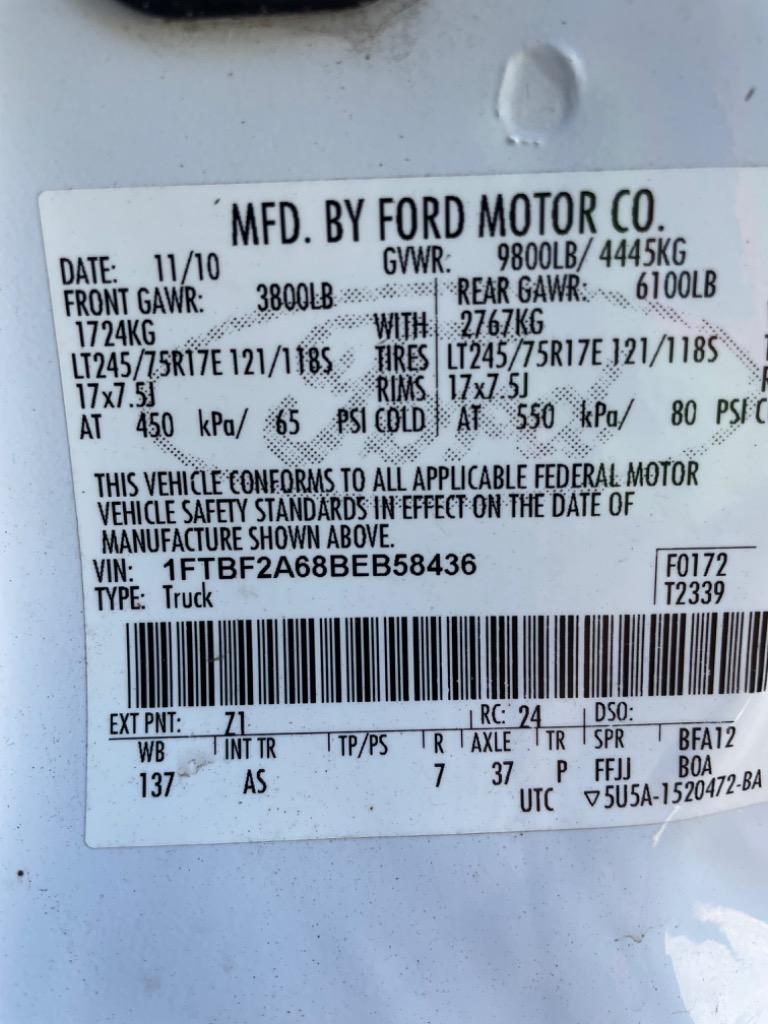 MFD. BY FORD MOTOR CO.
DATE: 11/10 GVWR: 9800LB/ 4445KG
FRONT GAWR: 3800LB REAR GAWR: 6100LB
1724KG WITH 2767KG
LT245/75R17E 121/118S TIRES LT245/75R17E 121/118S
17x7.5J RIMS 17x7.5J
AT 450 kPa/ 65 PSI COLD AT 550 kPa/ 80 PSI C
THIS VEHICLE CONFORMS TO ALL APPLICABLE FEDERAL MOTOR
VEHICLE SAFETY STANDARDS IN EFFECT ON THE DATE OF
MANUFACTURE SHOWN ABOVE.
VIN: 1FTBF2A68BEB58436 F0172
TYPE: Truck T2339
EXT PNT: Z1 RC: 24 DSO:
WB INT TR TP/PS R AXLE TR SPR BFA12
137 AS 7 37 P FFJJ BOA
UTC ▽5U5A-1520472-BA